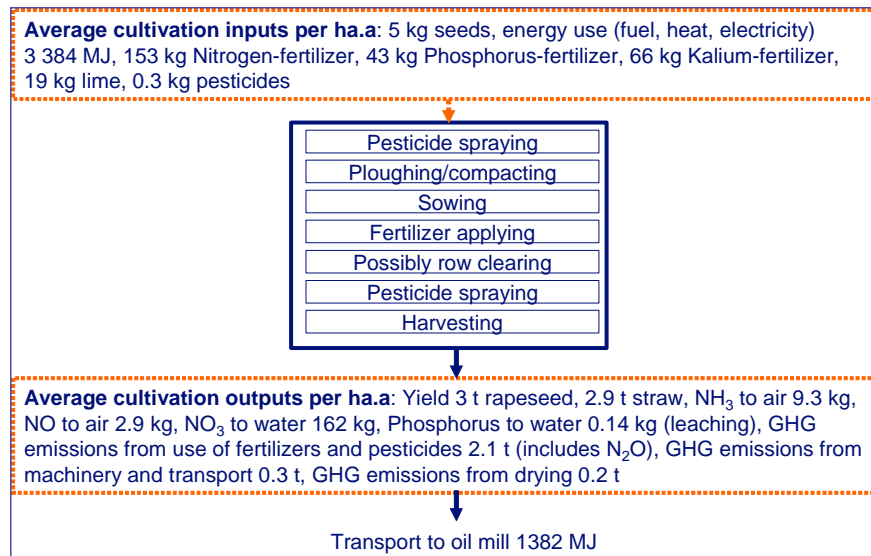 Average cultivation inputs per ha.a: 5 kg seeds, energy use (fuel, heat, electricity)
3 384 MJ, 153 kg Nitrogen-fertilizer, 43 kg Phosphorus-fertilizer, 66 kg Kalium-fertilizer,
19 kg lime, 0.3 kg pesticides
Pesticide spraying
Ploughing/compacting
Sowing
Fertilizer applying
Possibly row clearing
Pesticide spraying
Harvesting
Average cultivation outputs per ha.a: Yield 3 t rapeseed, 2.9 t straw, NH3 to air 9.3 kg,
NO to air 2.9 kg, NO3 to water 162 kg, Phosphorus to water 0.14 kg (leaching), GHG
emissions from use of fertilizers and pesticides 2.1 t (includes N2O), GHG emissions from
machinery and transport 0.3 t, GHG emissions from drying 0.2 t
Transport to oil mill 1382 MJ